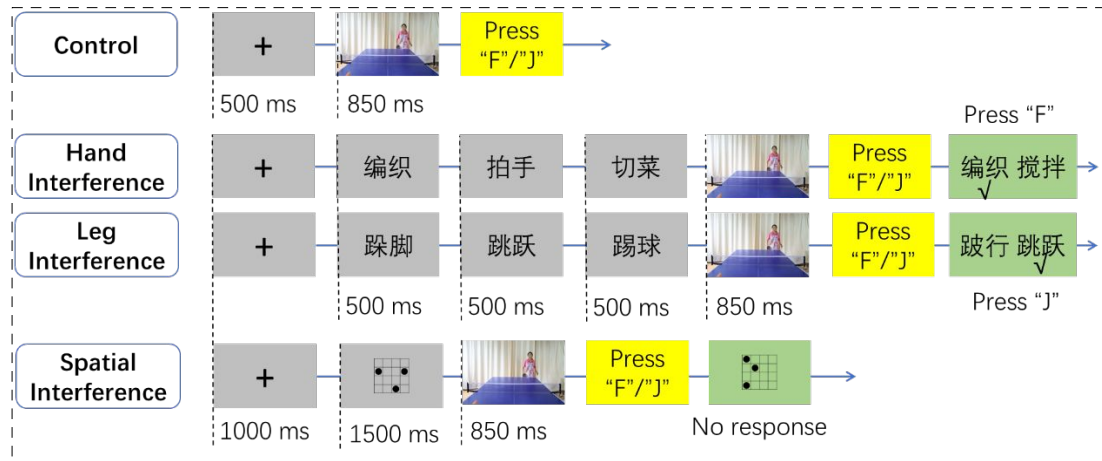 Control
+
Press
“F”/”J”
500 ms
850 ms
Press “F”
Hand
Interference
+
编织
拍手
切菜
Press
“F”/”J”
编织 搅拌
√
Leg
Interference
+
跺脚
跳跃
踢球
Press
“F”/”J”
跛行 跳跃
√
500 ms
500 ms
500 ms
850 ms
Press “J”
Spatial
Interference
+
Press
“F”/”J”
1000 ms
1500 ms
850 ms
No response